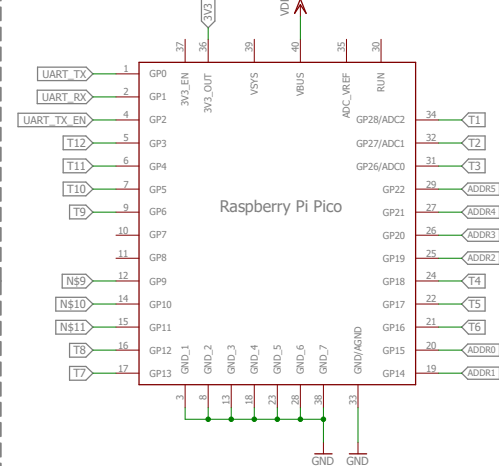 3V3
VDD
37
36
39
40
35
30
3V3_EN
3V3_OUT
VSYS
VBUS
ADC_VREF
RUN
UART_TX 1 GP0
UART_RX 2 GP1
UART_TX_EN 4 GP2 GP28/ADC2 34 T1
T12 5 GP3 GP27/ADC1 32 T2
T11 6 GP4 GP26/ADC0 31 T3
T10 7 GP5 GP22 29 ADDR5
T9 9 GP6 GP21 27 ADDR4
Raspberry Pi Pico
10 GP7 GP20 26 ADDR3
11 GP8 GP19 25 ADDR2
N$9 12 GP9 GP18 24 T4
N$10 14 GP10 GP17 22 T5
N$11 15 GP11 GP16 21 T6
T8 16 GP12 GP15 20 ADDR0
T7 17 GP13 GP14 19 ADDR1
GND_1
GND_2
GND_3
GND_4
GND_5
GND_6
GND_7
GND/AGND
3
8
13
18
23
28
38
33
GND GND